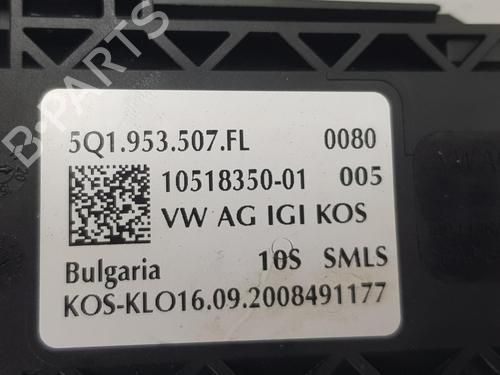 5Q1.953.507.FL 0080
10518350-01 005
VW AG IGI KOS
Bulgaria 10S SMLS
KOS-KLO16.09.2008491177
B-PARTS